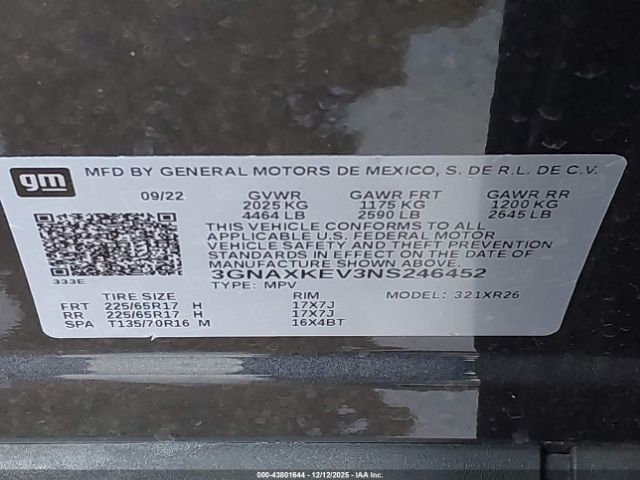 gm MFD BY GENERAL MOTORS DE MEXICO, S. DE R.L. DE C.V.
09/22 GVWR GAWR FRT GAWR RR
2025 KG 1175 KG 1200 KG
4464 LB 2590 LB 2645 LB
THIS VEHICLE CONFORMS TO ALL
APPLICABLE U.S. FEDERAL MOTOR
VEHICLE SAFETY AND THEFT PREVENTION
STANDARDS IN EFFECT ON THE DATE
OF MANUFACTURE SHOWN ABOVE.
3GNAXKEV3NS246452
333E TYPE: MPV
TIRE SIZE RIM MODEL: 321XR26
FRT 225/65R17 H 17X7J
RR 225/65R17 H 17X7J
SPA T135/70R16 M 16X4BT
000-43801644 - 12/12/2025 - IAA Inc.